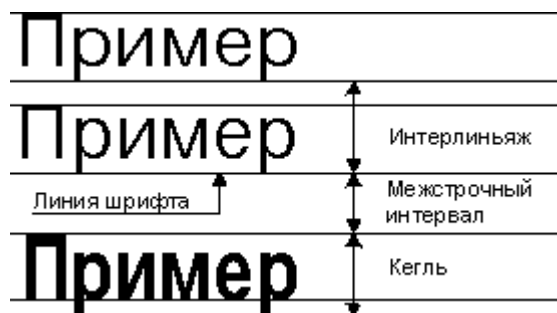 Пример
Пример
Интерлиньяж
Линия шрифта
Межстрочный
интервал
Пример
Кегль